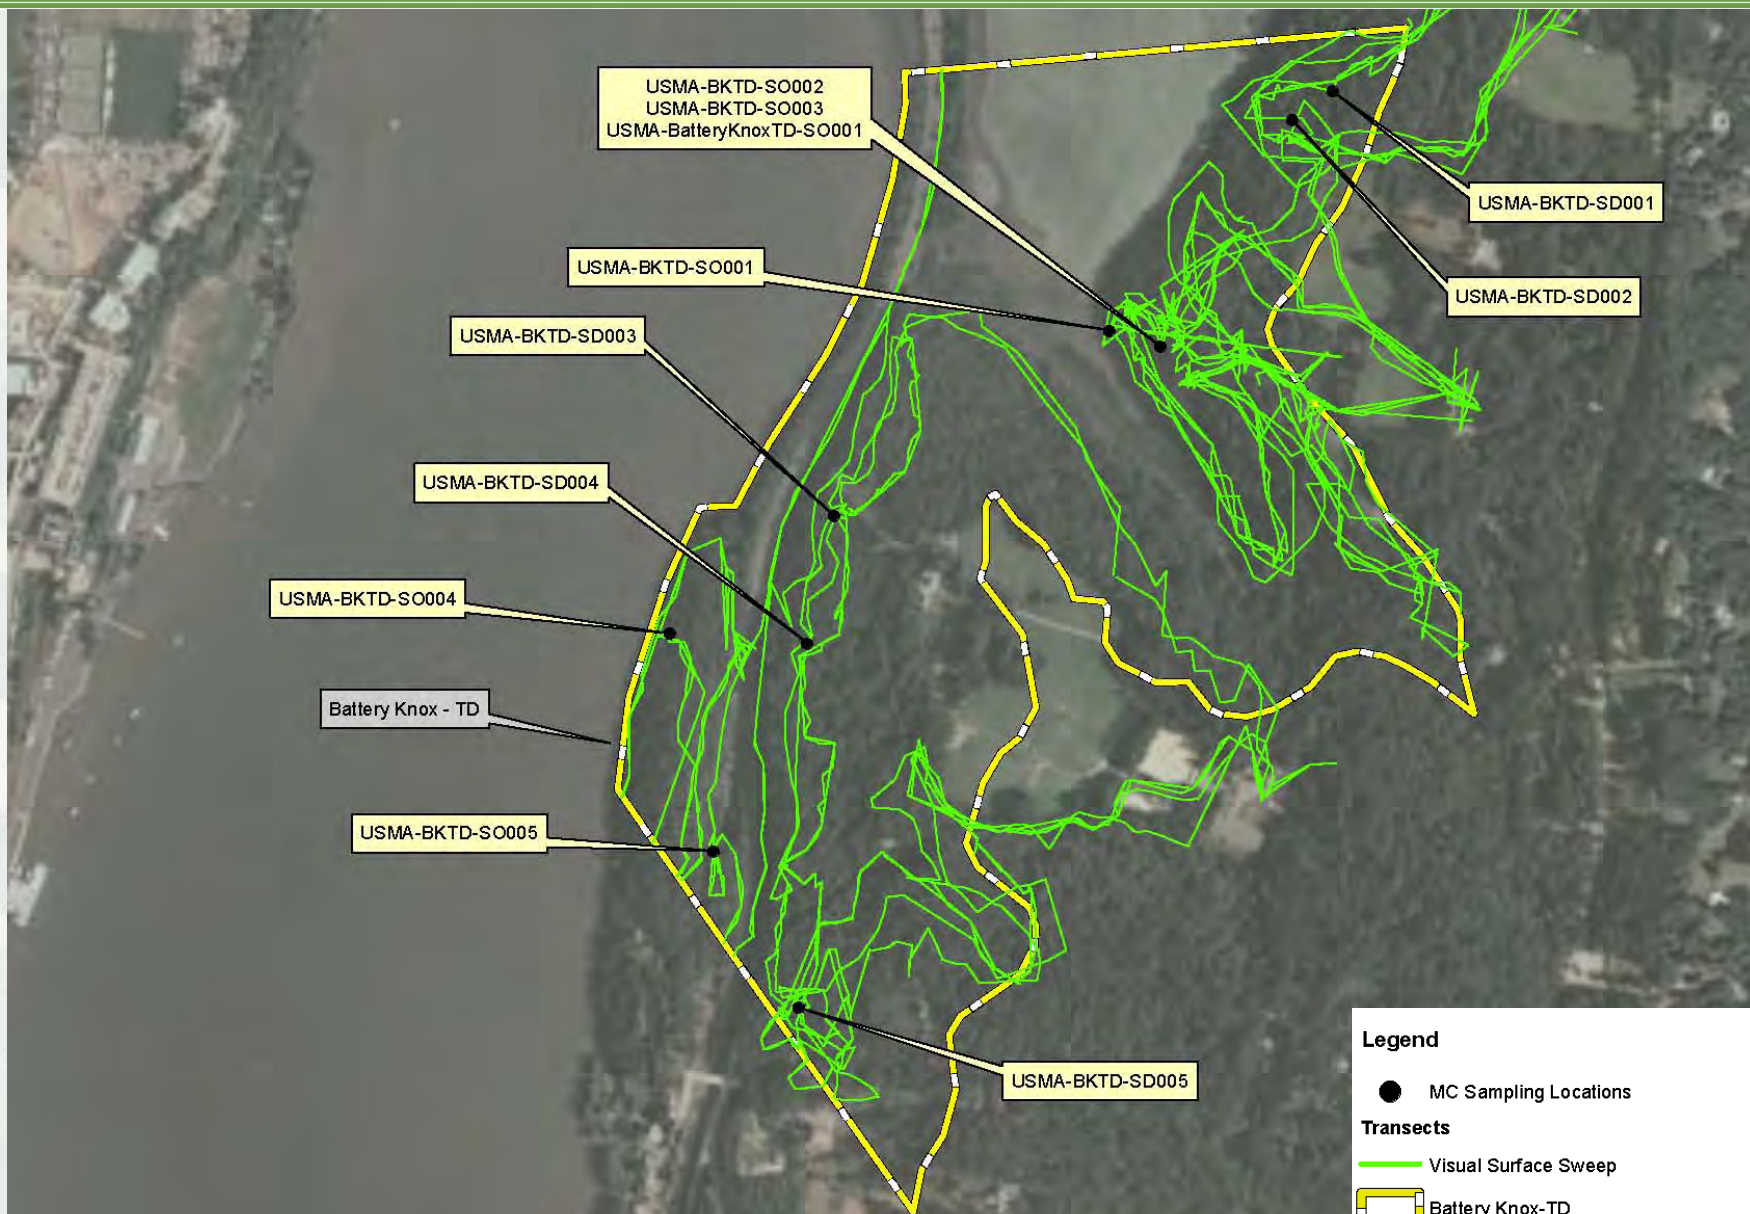 USMA-BKTD-SO002
USMA-BKTD-SO003
USMA-BatteryKnoxTD-SO001
USMA-BKTD-SD001
USMA-BKTD-SO001
USMA-BKTD-SD002
USMA-BKTD-SD003
USMA-BKTD-SD004
USMA-BKTD-SO004
Battery Knox - TD
USMA-BKTD-SO005
USMA-BKTD-SD005
Legend
MC Sampling Locations
Transects
Visual Surface Sweep
Battery Knox-TD